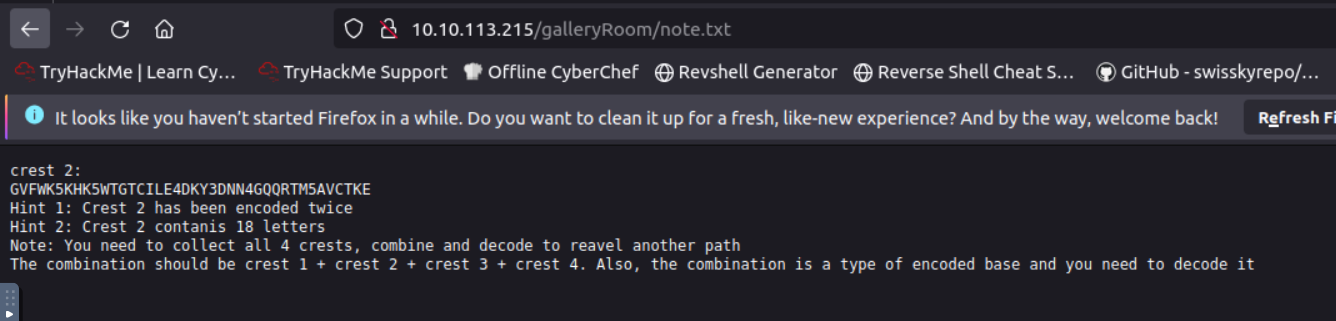 10.10.113.215/galleryRoom/note.txt
TryHackMe | Learn Cy... TryHackMe Support Offline CyberChef Revshell Generator Reverse Shell Cheat S... GitHub - swisskyrepo/...
It looks like you haven't started Firefox in a while. Do you want to clean it up for a fresh, like-new experience? And by the way, welcome back! Refresh Fi
crest 2:
GVFWK5KHK5WTGTCILE4DKY3DNN4GQQRTM5AVCTKE
Hint 1: Crest 2 has been encoded twice
Hint 2: Crest 2 contanis 18 letters
Note: You need to collect all 4 crests, combine and decode to reavel another path
The combination should be crest 1 + crest 2 + crest 3 + crest 4. Also, the combination is a type of encoded base and you need to decode it